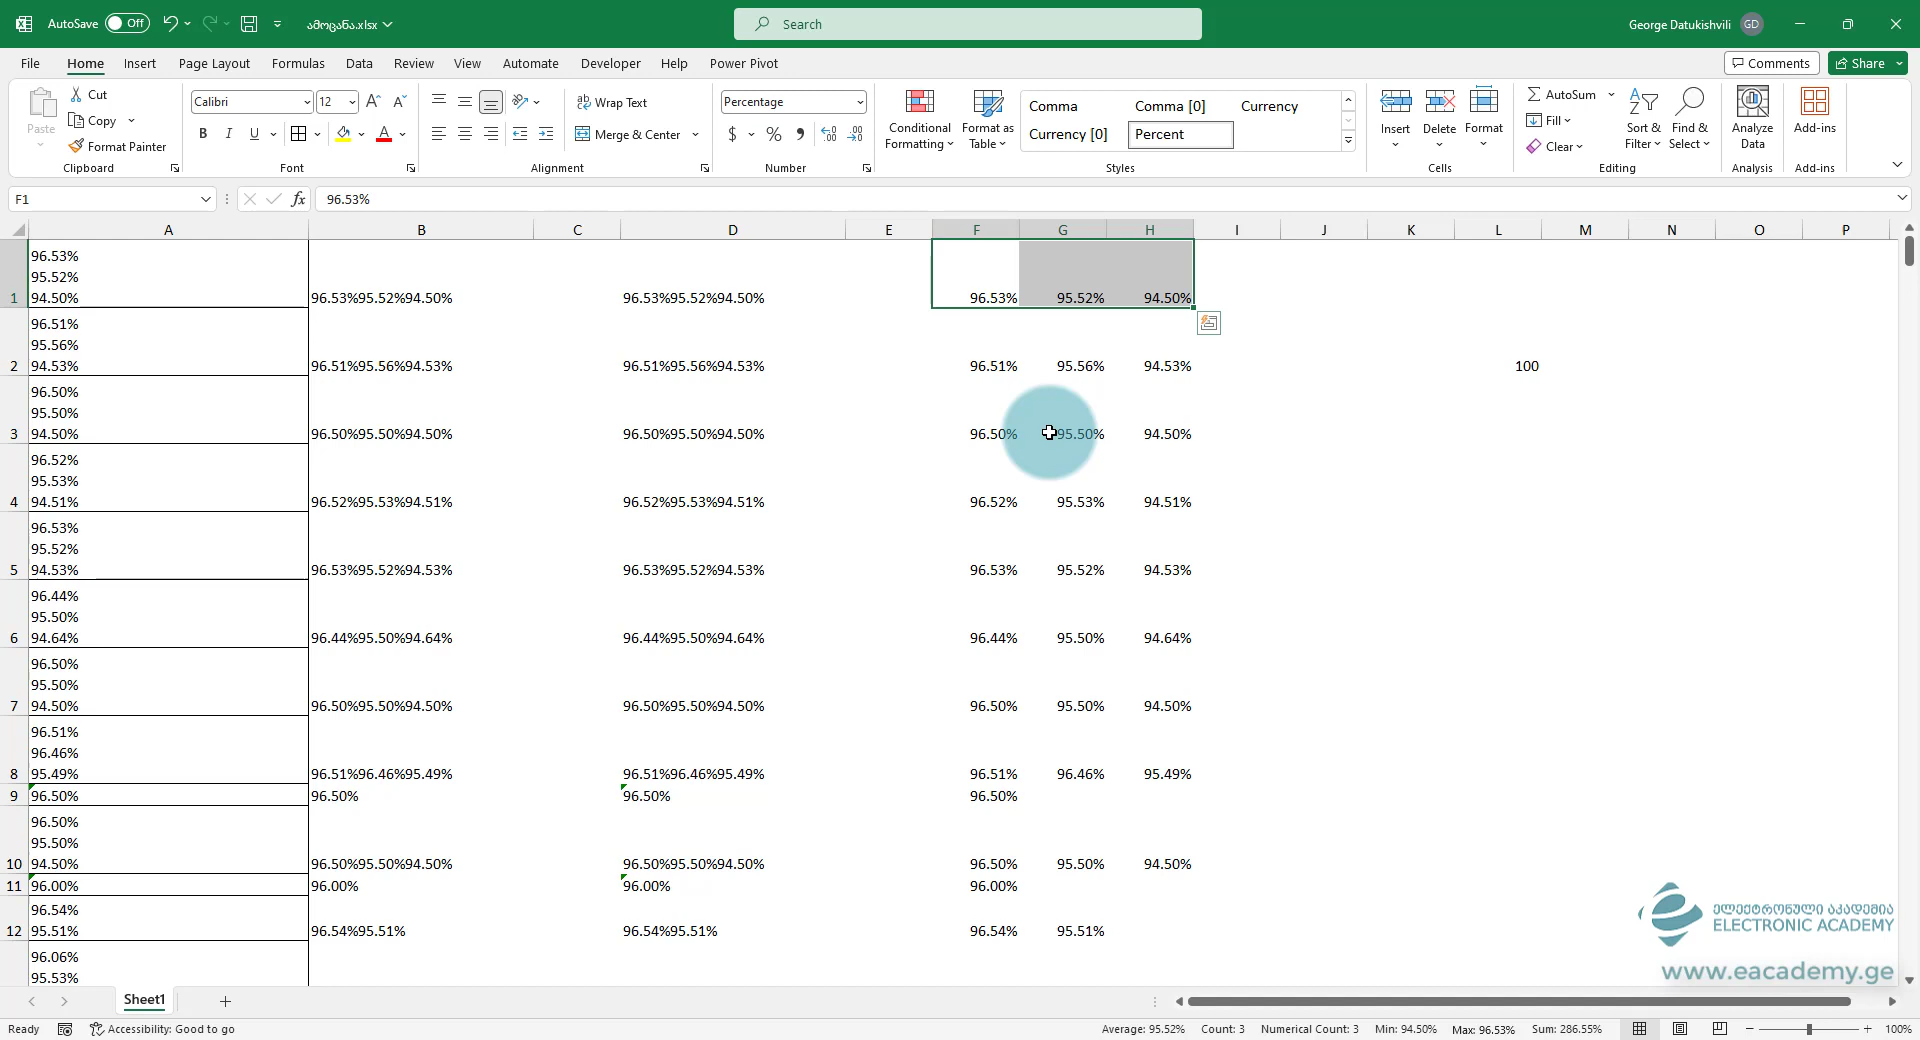 AutoSave Off ამოცანა.xlsx Search George Datukishvili GD
File Home Insert Page Layout Formulas Data Review View Automate Developer Help Power Pivot Comments Share
Paste Cut Copy Format Painter Clipboard
Calibri 12 B I U A Font
Wrap Text Merge & Center Alignment
Percentage $ % Number
Conditional Formatting Format as Table
Comma Comma [0] Currency
Currency [0] Percent
Styles
Insert Delete Format Cells
AutoSum Fill Clear Sort & Filter Find & Select Editing
Analyze Data Analysis
Add-ins Add-ins
F1 fx 96.53%
A B C D E F G H I J K L M N O P
96.53%
95.52%
1 94.50% 96.53%95.52%94.50% 96.53%95.52%94.50% 96.53% 95.52% 94.50%
96.51%
95.56%
2 94.53% 96.51%95.56%94.53% 96.51%95.56%94.53% 96.51% 95.56% 94.53% 100
96.50%
95.50%
3 94.50% 96.50%95.50%94.50% 96.50%95.50%94.50% 96.50% 95.50% 94.50%
96.52%
95.53%
4 94.51% 96.52%95.53%94.51% 96.52%95.53%94.51% 96.52% 95.53% 94.51%
96.53%
95.52%
5 94.53% 96.53%95.52%94.53% 96.53%95.52%94.53% 96.53% 95.52% 94.53%
96.44%
95.50%
6 94.64% 96.44%95.50%94.64% 96.44%95.50%94.64% 96.44% 95.50% 94.64%
96.50%
95.50%
7 94.50% 96.50%95.50%94.50% 96.50%95.50%94.50% 96.50% 95.50% 94.50%
96.51%
96.46%
8 95.49% 96.51%96.46%95.49% 96.51%96.46%95.49% 96.51% 96.46% 95.49%
9 96.50% 96.50% 96.50% 96.50%
96.50%
95.50%
10 94.50% 96.50%95.50%94.50% 96.50%95.50%94.50% 96.50% 95.50% 94.50%
11 96.00% 96.00% 96.00% 96.00%
96.54%
12 95.51% 96.54%95.51% 96.54%95.51% 96.54% 95.51%
96.06%
95.53%
ელექტრონული აკადემია
ELECTRONIC ACADEMY
www.eacademy.ge
Sheet1
Ready Accessibility: Good to go Average: 95.52% Count: 3 Numerical Count: 3 Min: 94.50% Max: 96.53% Sum: 286.55% 100%